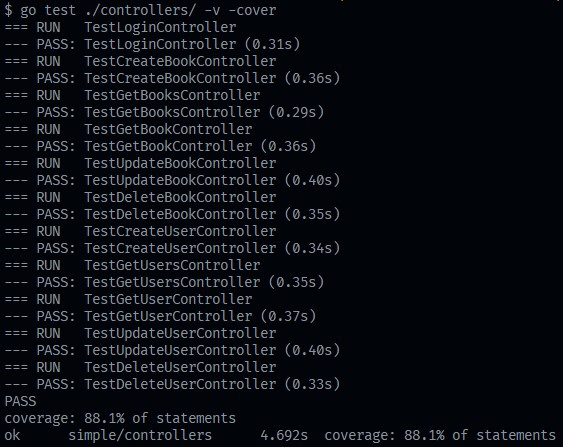 $ go test ./controllers/ -v -cover
=== RUN   TestLoginController
--- PASS: TestLoginController (0.31s)
=== RUN   TestCreateBookController
--- PASS: TestCreateBookController (0.36s)
=== RUN   TestGetBooksController
--- PASS: TestGetBooksController (0.29s)
=== RUN   TestGetBookController
--- PASS: TestGetBookController (0.36s)
=== RUN   TestUpdateBookController
--- PASS: TestUpdateBookController (0.40s)
=== RUN   TestDeleteBookController
--- PASS: TestDeleteBookController (0.35s)
=== RUN   TestCreateUserController
--- PASS: TestCreateUserController (0.34s)
=== RUN   TestGetUsersController
--- PASS: TestGetUsersController (0.35s)
=== RUN   TestGetUserController
--- PASS: TestGetUserController (0.37s)
=== RUN   TestUpdateUserController
--- PASS: TestUpdateUserController (0.40s)
=== RUN   TestDeleteUserController
--- PASS: TestDeleteUserController (0.33s)
PASS
coverage: 88.1% of statements
ok      simple/controllers      4.692s  coverage: 88.1% of statements